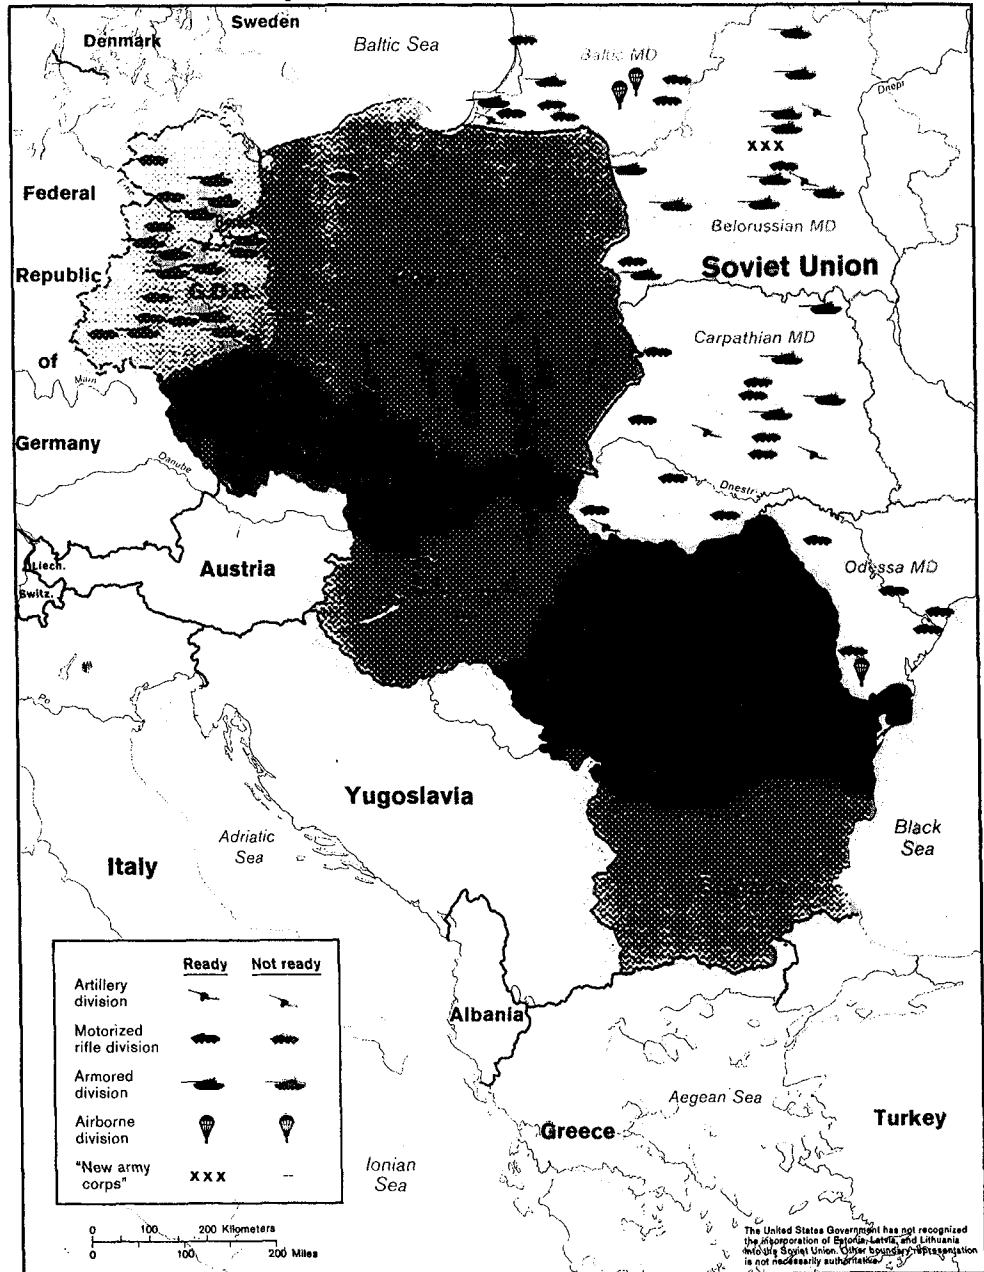 Sweden
Denmark
Baltic Sea
Baltic MD
Dnepr
Federal
Republic
of
Germany
Belorussian MD
Soviet Union
G.D.R.
Carpathian MD
Main
Danube
Dnestr
Odessa MD
Liech.
Switz.
Austria
Po
Yugoslavia
Adriatic
Sea
Italy
Black
Sea
Albania
Aegean Sea
Greece
Turkey
Ionian
Sea
Ready Not ready
Artillery
division
Motorized
rifle division
Armored
division
Airborne
division
"New army
corps" xxx --
0 100 200 Kilometers
0 100 200 Miles
The United States Government has not recognized
the incorporation of Estonia, Latvia, and Lithuania
into the Soviet Union. Other boundary representation
is not necessarily authoritative.
xxx